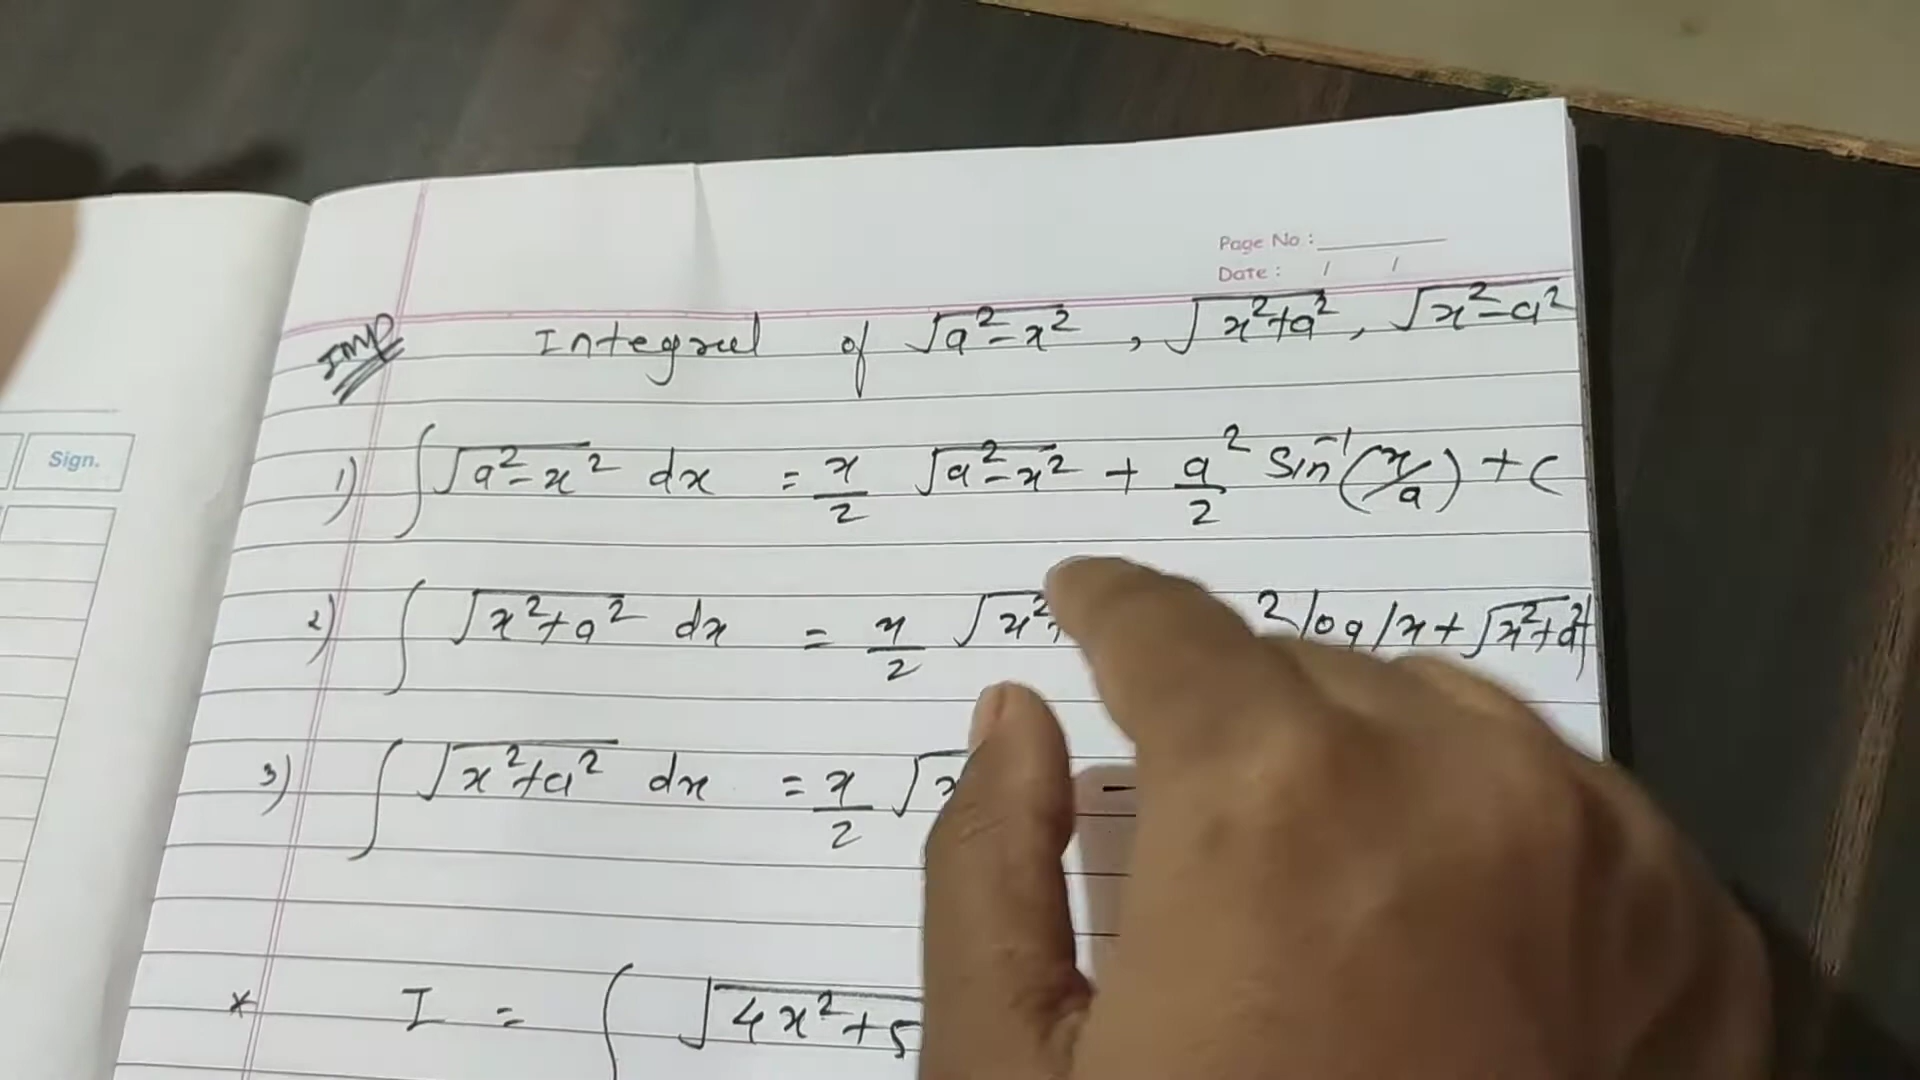 Sign.
Page No :
Date : / /
IMP Integral of √a²-x² , √x²+a² , √x²-a²
1) ∫√a²-x² dx = x/2 √a²-x² + a²/2 Sin⁻¹(x/a) + C
2) ∫ √x²+a² dx = x/2 √x²+ ² log|x+√x²+a²|
3) ∫ √x²+a² dx = x/2 √x -
* I = ∫ √4x²+5